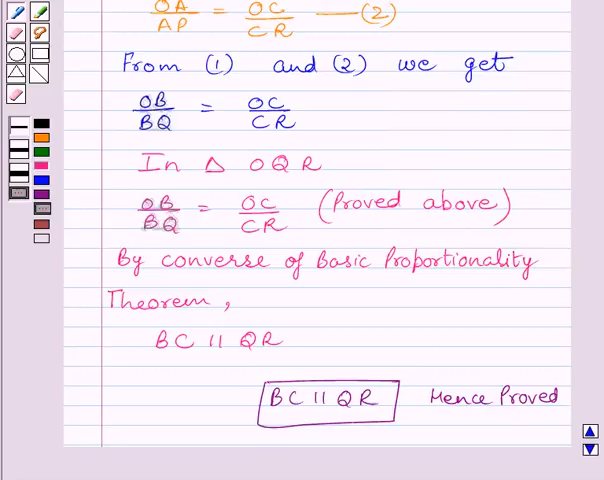 OA/AP = OC/CR —(2)
From (1) and (2) we get
OB/BQ = OC/CR
In Δ OQR
OB/BQ = OC/CR (Proved above)
By converse of Basic Proportionality
Theorem,
BC || QR
BC || QR Hence Proved